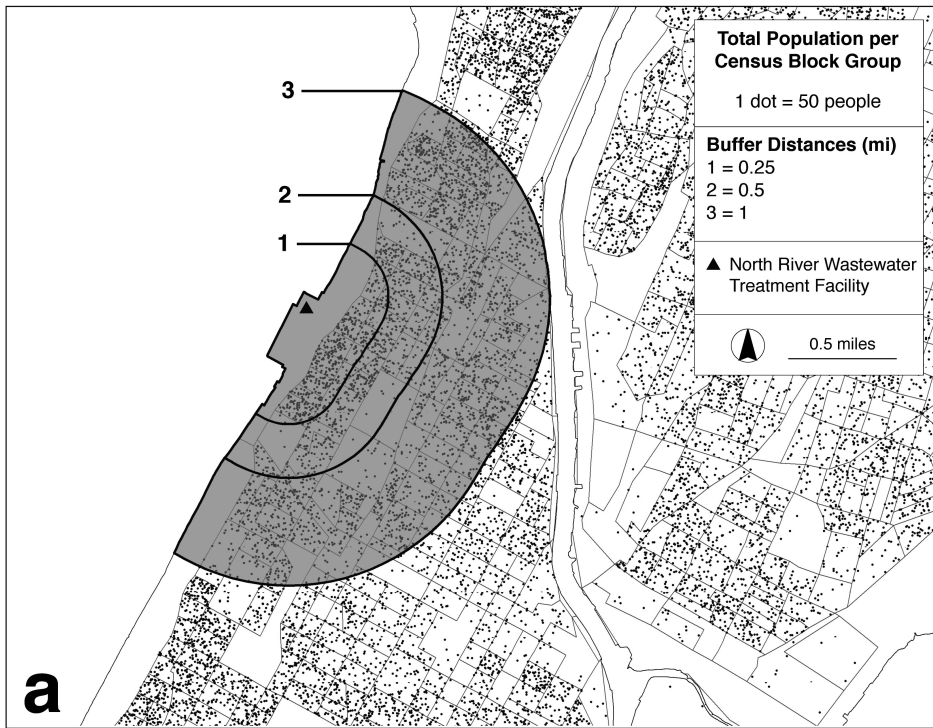 3
2
1
Total Population per
Census Block Group
1 dot = 50 people
Buffer Distances (mi)
1 = 0.25
2 = 0.5
3 = 1
North River Wastewater
Treatment Facility
0.5 miles
a